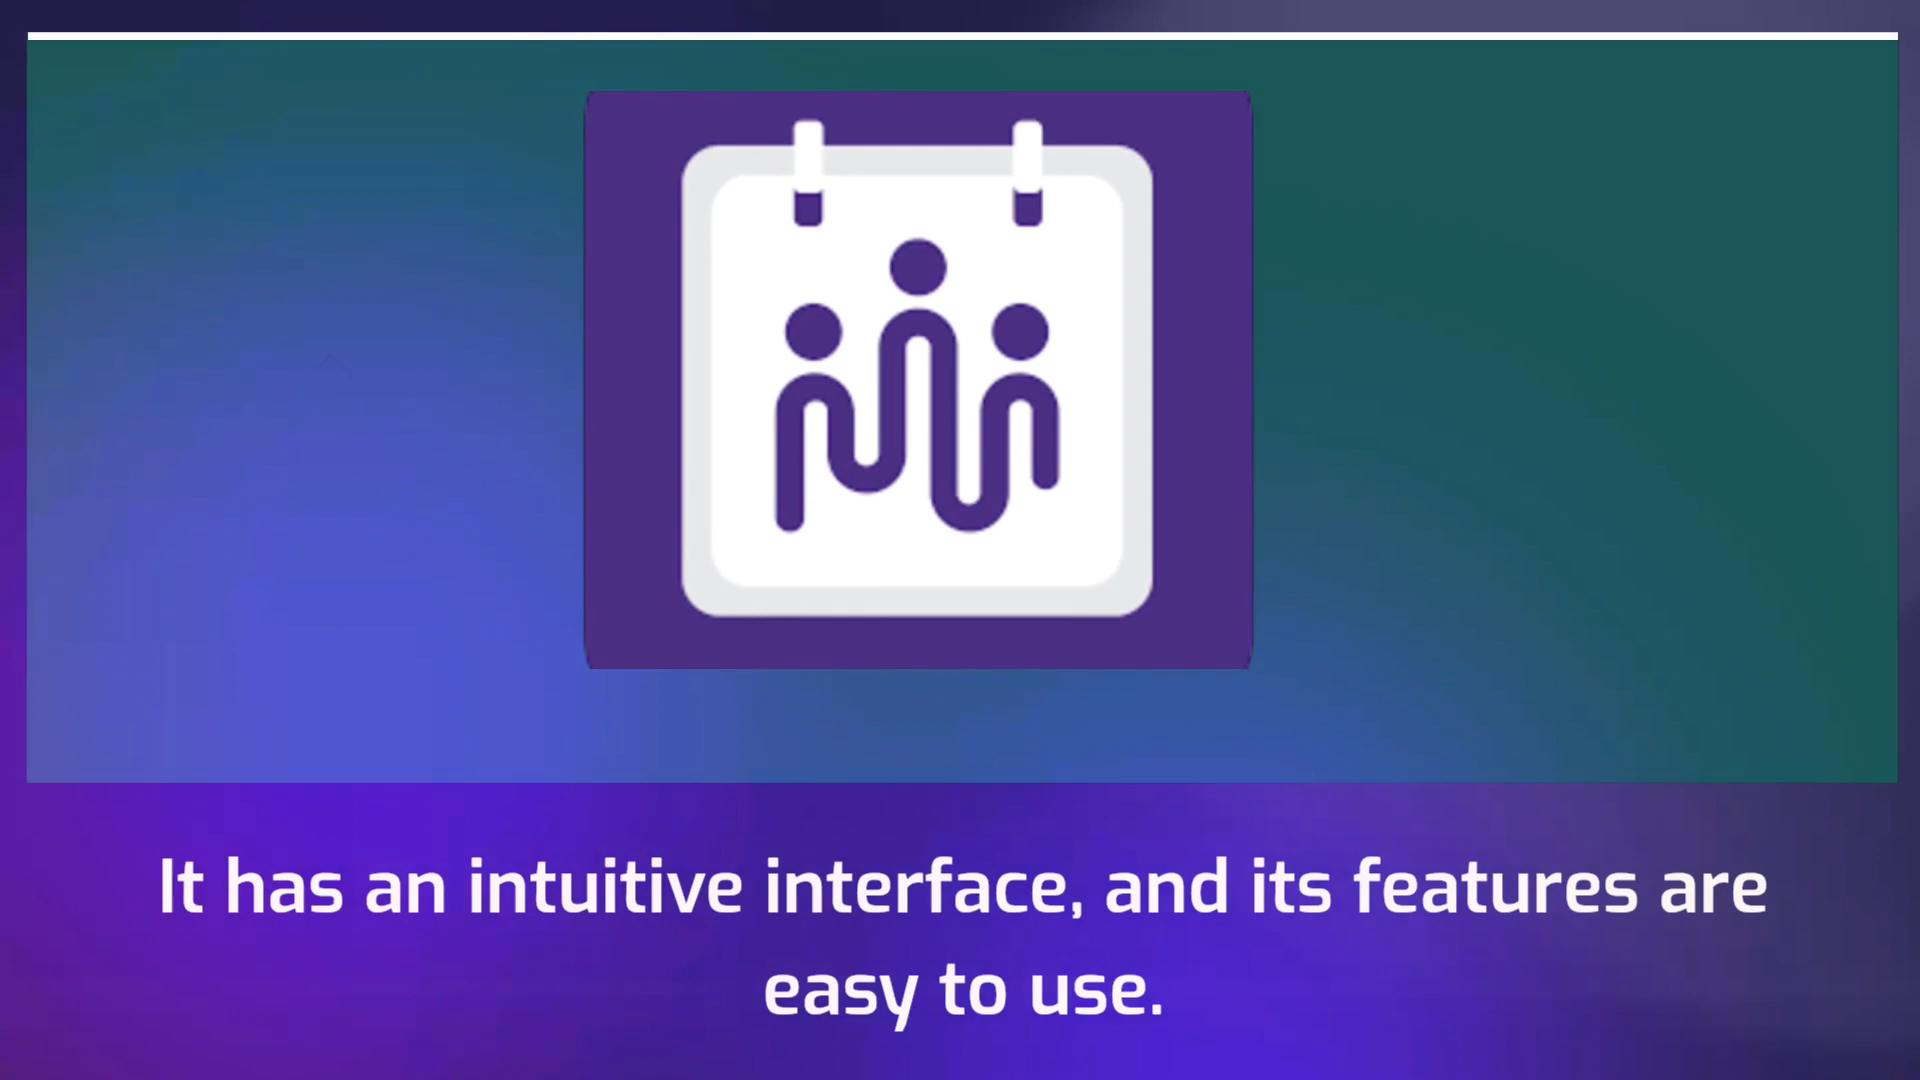 It has an intuitive interface, and its features are
easy to use.